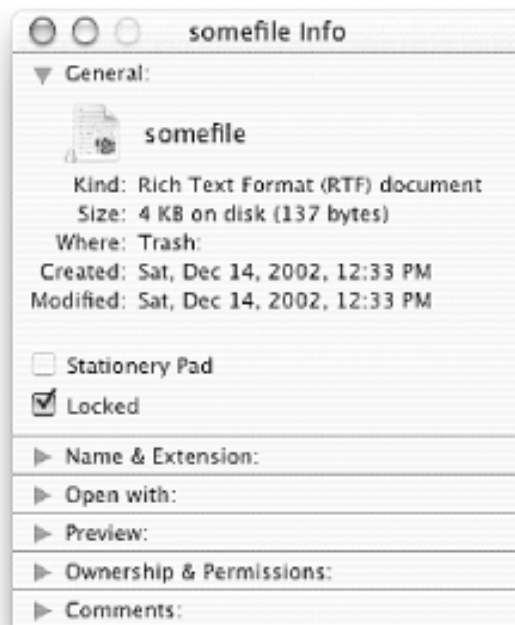 somefile Info
General:
somefile
Kind: Rich Text Format (RTF) document
Size: 4 KB on disk (137 bytes)
Where: Trash:
Created: Sat, Dec 14, 2002, 12:33 PM
Modified: Sat, Dec 14, 2002, 12:33 PM
Stationery Pad
Locked
Name & Extension:
Open with:
Preview:
Ownership & Permissions:
Comments: